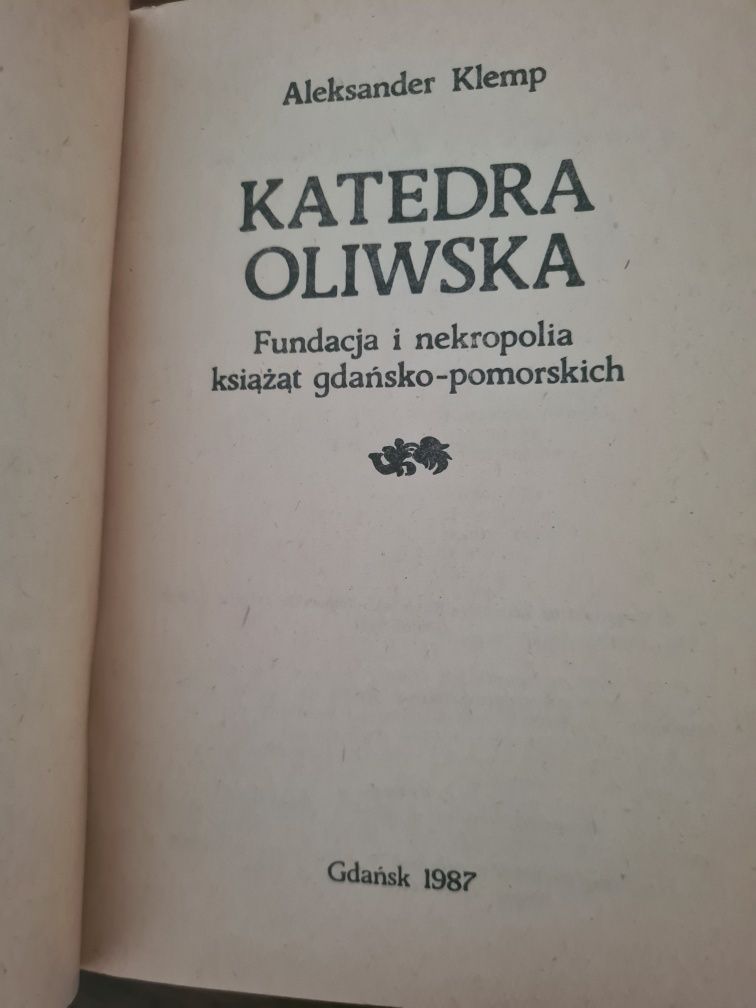 Aleksander Klemp
KATEDRA
OLIWSKA
Fundacja i nekropolia
książąt gdańsko-pomorskich
Gdańsk 1987